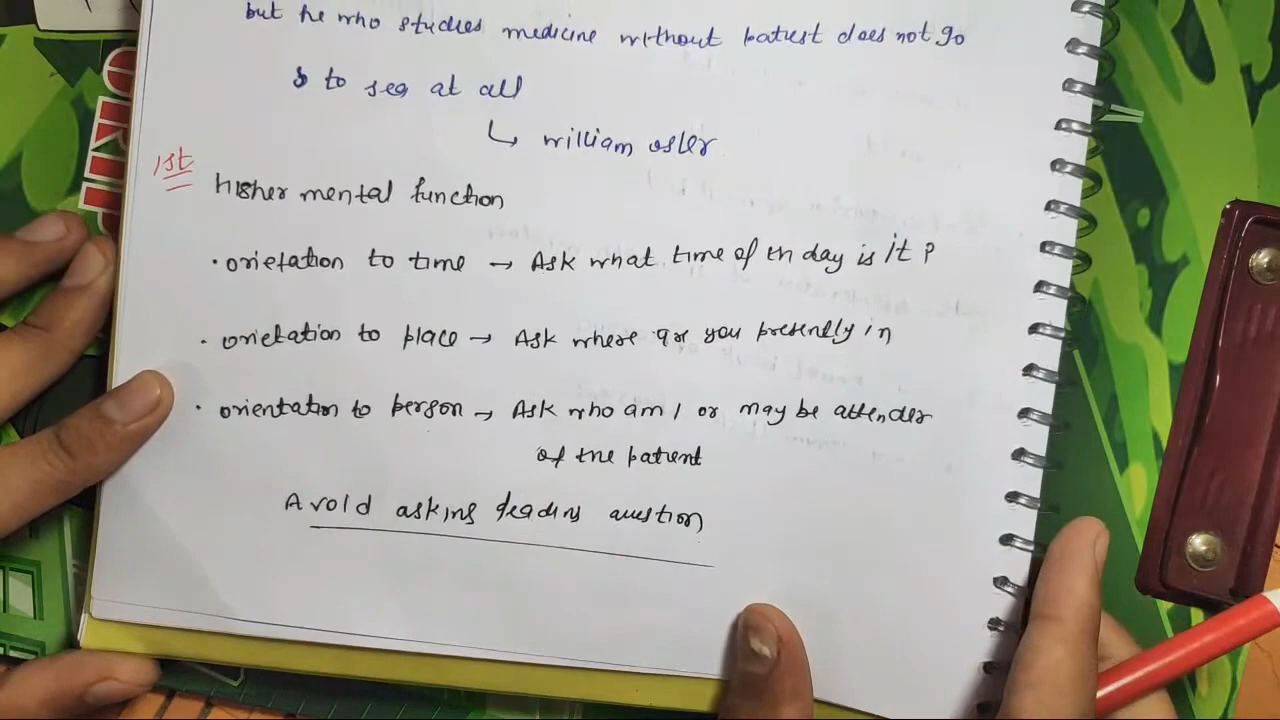 but he who studies medicine without patiest does not go
to sea at all
↳ william osler
1st
higher mental function
• orietation to time → Ask what time of th day is it ?
• orietation to place → Ask where are you presently in
• orientation to person → Ask who am I or may be attender
of the patient
Avoid asking leading question